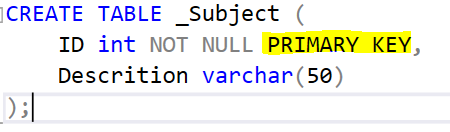 CREATE TABLE _Subject (
ID int NOT NULL PRIMARY KEY,
Descrition varchar(50)
);